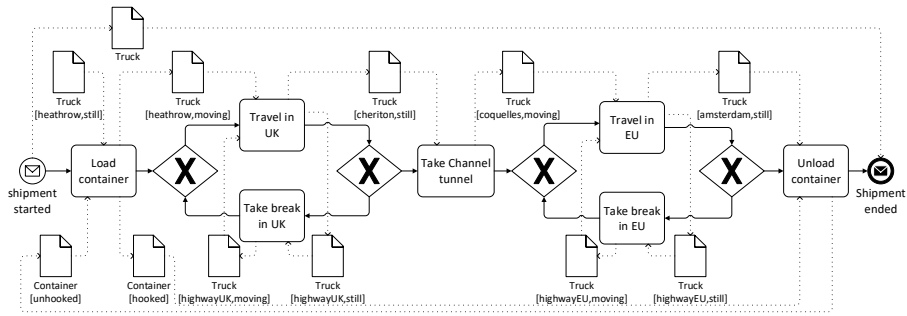 Truck
Truck
[heathrow,still]
Truck
[heathrow,moving]
Truck
[cheriton,still]
Truck
[coquelles,moving]
Truck
[amsterdam,still]
shipment
started
Load
container
X
Travel in
UK
Take break
in UK
X
Take Channel
tunnel
X
Travel in
EU
Take break
in EU
X
Unload
container
Shipment
ended
Container
[unhooked]
Container
[hooked]
Truck
[highwayUK,moving]
Truck
[highwayUK,still]
Truck
[highwayEU,moving]
Truck
[highwayEU,still]